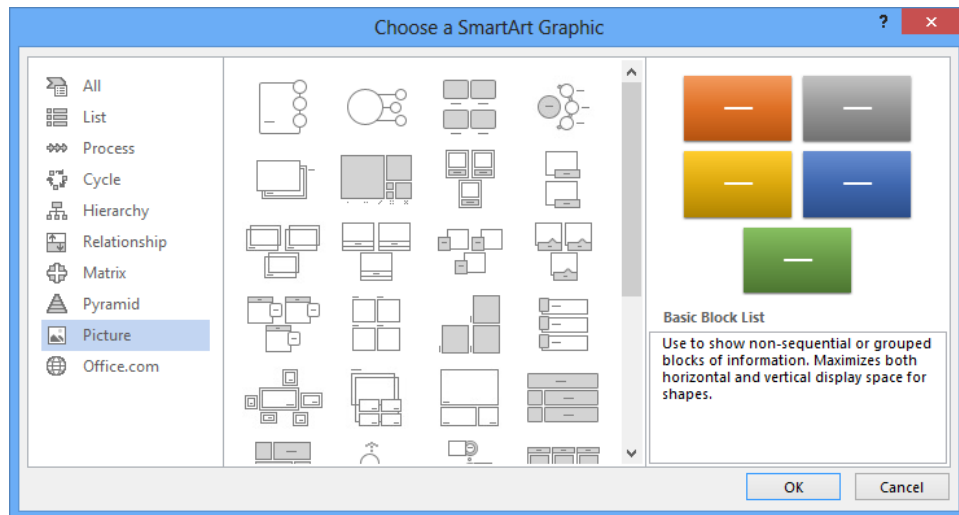 Choose a SmartArt Graphic
?
All
List
Process
Cycle
Hierarchy
Relationship
Matrix
Pyramid
Picture
Office.com
Basic Block List
Use to show non-sequential or grouped
blocks of information. Maximizes both
horizontal and vertical display space for
shapes.
OK
Cancel